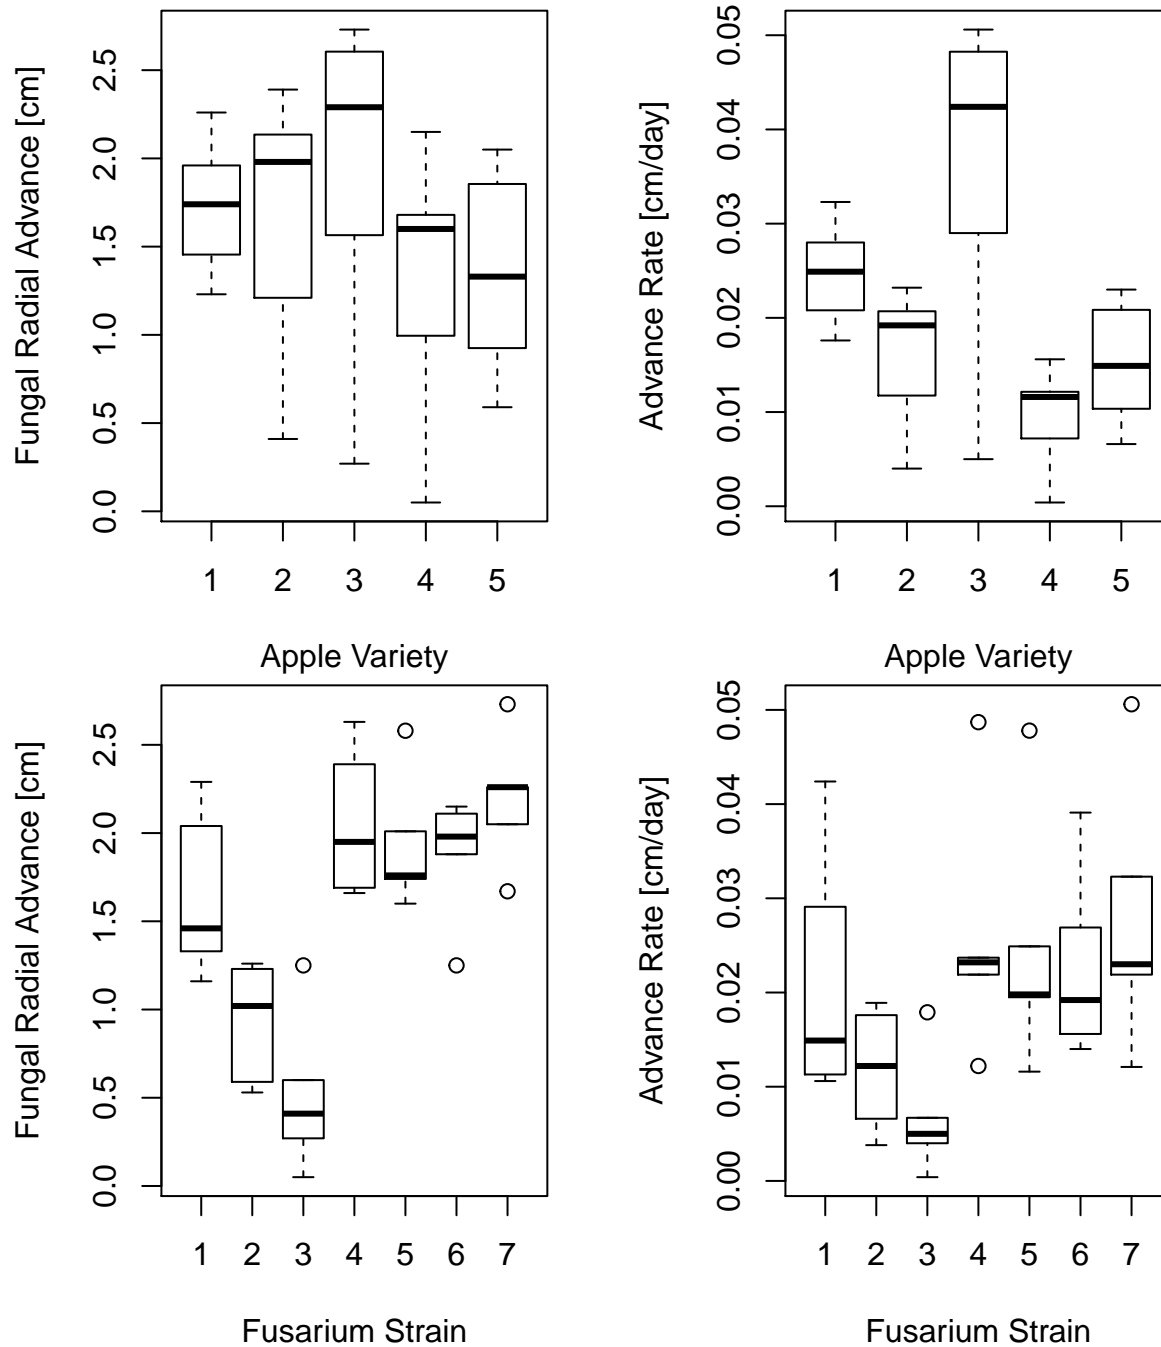 Fungal Radial Advance [cm]
0.0 0.5 1.0 1.5 2.0 2.5
1 2 3 4 5
Apple Variety
Advance Rate [cm/day]
0.00 0.01 0.02 0.03 0.04 0.05
1 2 3 4 5
Apple Variety
Fungal Radial Advance [cm]
0.0 0.5 1.0 1.5 2.0 2.5
1 2 3 4 5 6 7
Fusarium Strain
Advance Rate [cm/day]
0.00 0.01 0.02 0.03 0.04 0.05
1 2 3 4 5 6 7
Fusarium Strain